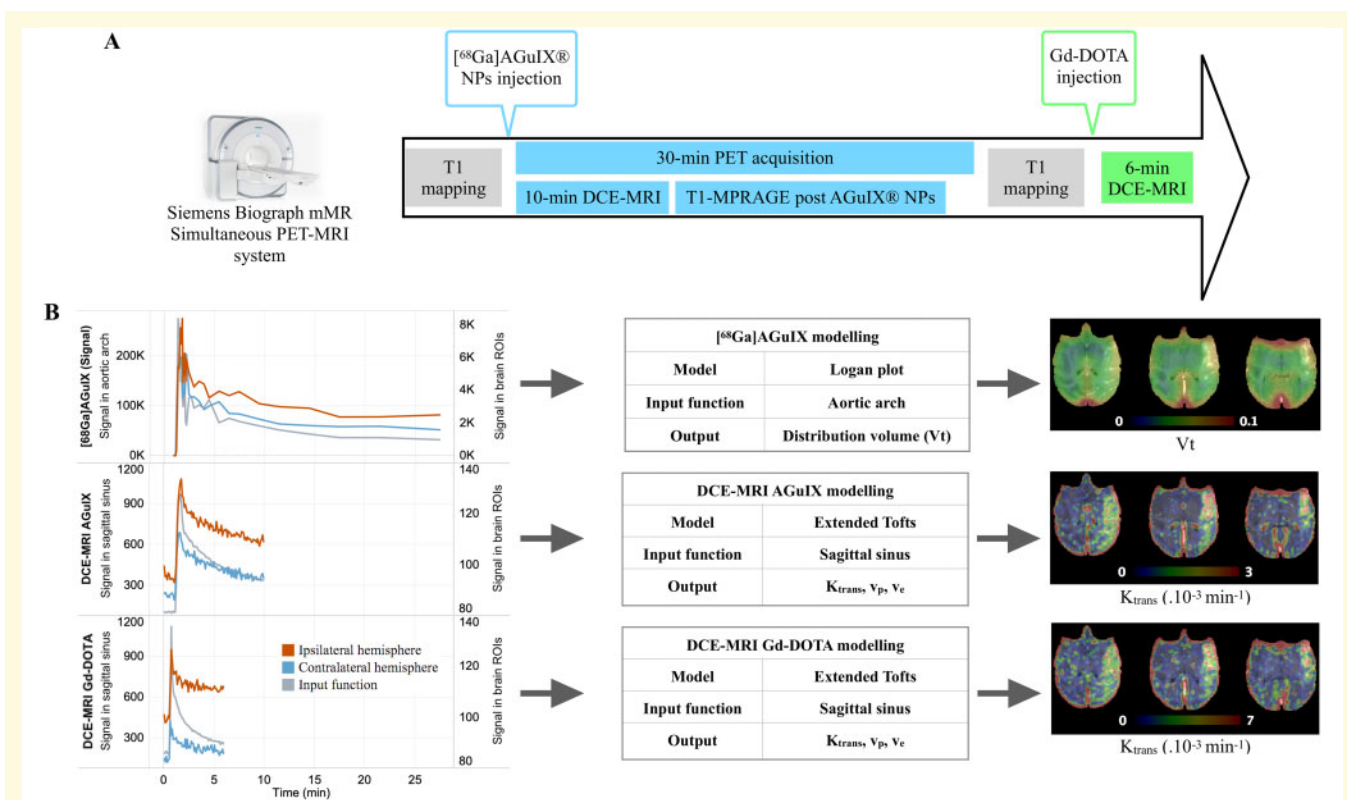 A
[⁶⁸Ga]AGuIX®
NPs injection
Gd-DOTA
injection
T1
mapping
30-min PET acquisition
10-min DCE-MRI
T1-MPRAGE post AGuIX® NPs
T1
mapping
6-min
DCE-MRI
Siemens Biograph mMR
Simultaneous PET-MRI
system
B
[68Ga]AGuIX (Signal)
Signal in aortic arch
200K
100K
0K
8K
6K
4K
2K
0K
Signal in brain ROIs
[⁶⁸Ga]AGuIX modelling
Model Logan plot
Input function Aortic arch
Output Distribution volume (Vt)
0 0.1
Vt
DCE-MRI AGuIX
Signal in sagittal sinus
1200
900
600
300
140
120
100
80
Signal in brain ROIs
DCE-MRI AGuIX modelling
Model Extended Tofts
Input function Sagittal sinus
Output Kₜᵣₐₙₛ, vₚ, vₑ
0 3
Kₜᵣₐₙₛ (.10⁻³ min⁻¹)
DCE-MRI Gd-DOTA
Signal in sagittal sinus
1200
900
600
300
Ipsilateral hemisphere
Contralateral hemisphere
Input function
140
120
100
80
Signal in brain ROIs
0 5 10 15 20 25
Time (min)
DCE-MRI Gd-DOTA modelling
Model Extended Tofts
Input function Sagittal sinus
Output Kₜᵣₐₙₛ, vₚ, vₑ
0 7
Kₜᵣₐₙₛ (.10⁻³ min⁻¹)